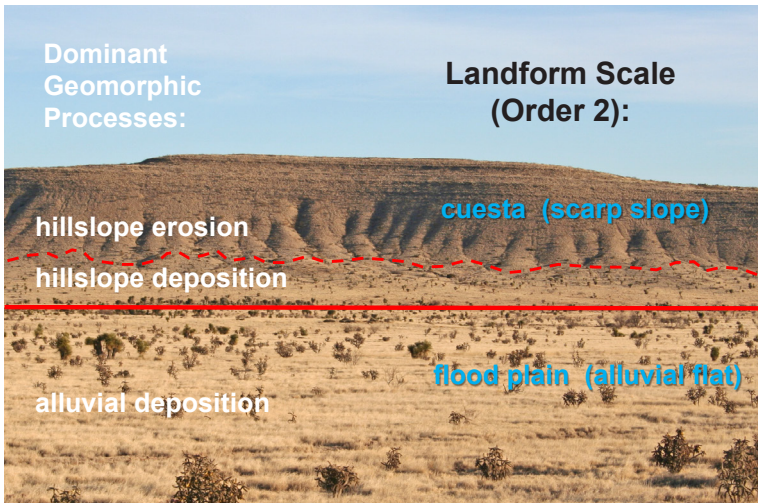 Dominant
Geomorphic
Processes:
Landform Scale
(Order 2):
cuesta (scarp slope)
hillslope erosion
hillslope deposition
flood plain (alluvial flat)
alluvial deposition